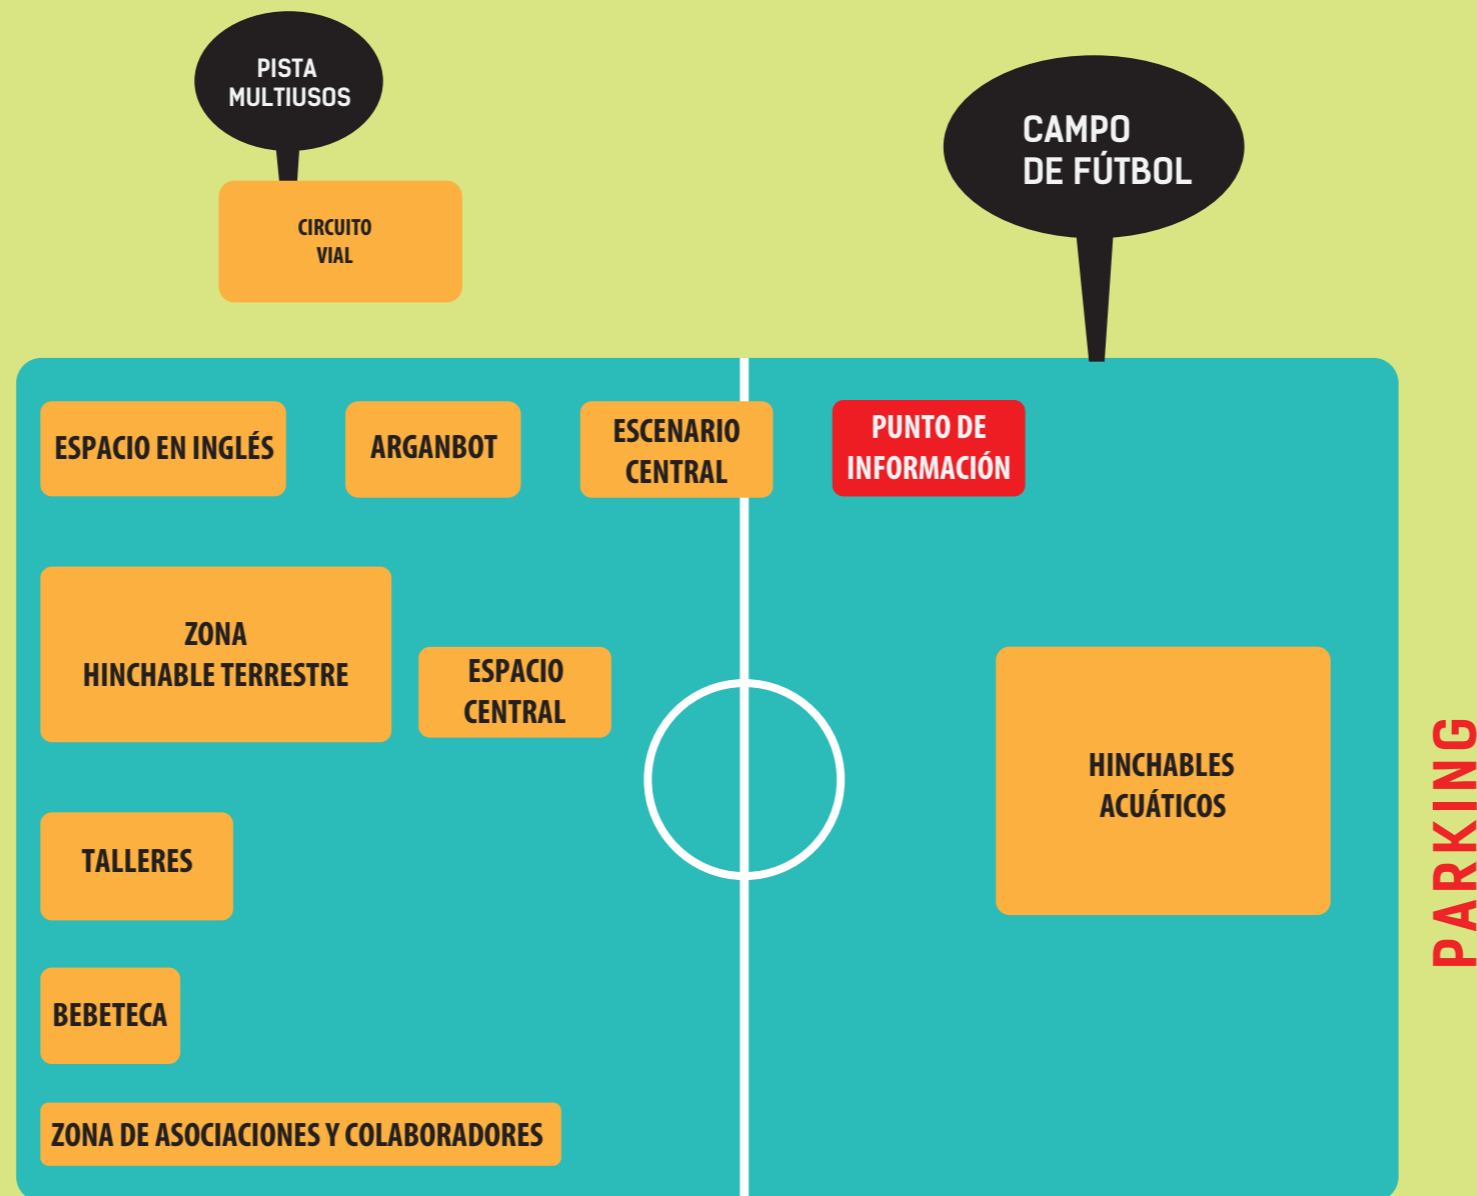 PISTA
MULTIUSOS
CAMPO
DE FÚTBOL
CIRCUITO
VIAL
ESPACIO EN INGLÉS
ARGANBOT
ESCENARIO
CENTRAL
PUNTO DE
INFORMACIÓN
ZONA
HINCHABLE TERRESTRE
ESPACIO
CENTRAL
HINCHABLES
ACUÁTICOS
PARKING
TALLERES
BEBETECA
ZONA DE ASOCIACIONES Y COLABORADORES